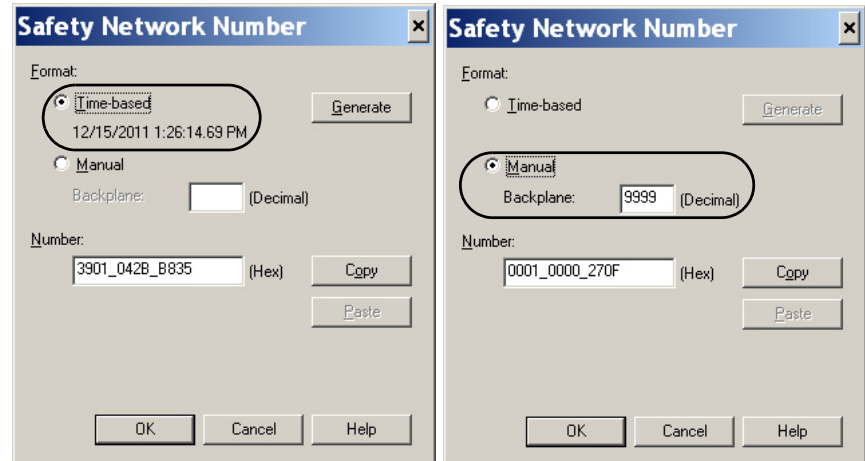 Safety Network Number
Format:
Time-based
Generate
12/15/2011 1:26:14.69 PM
Manual
Backplane:
(Decimal)
Number:
3901_042B_B835
(Hex)
Copy
Paste
OK
Cancel
Help
Safety Network Number
Format:
Time-based
Generate
Manual
Backplane:
9999
(Decimal)
Number:
0001_0000_270F
(Hex)
Copy
Paste
OK
Cancel
Help